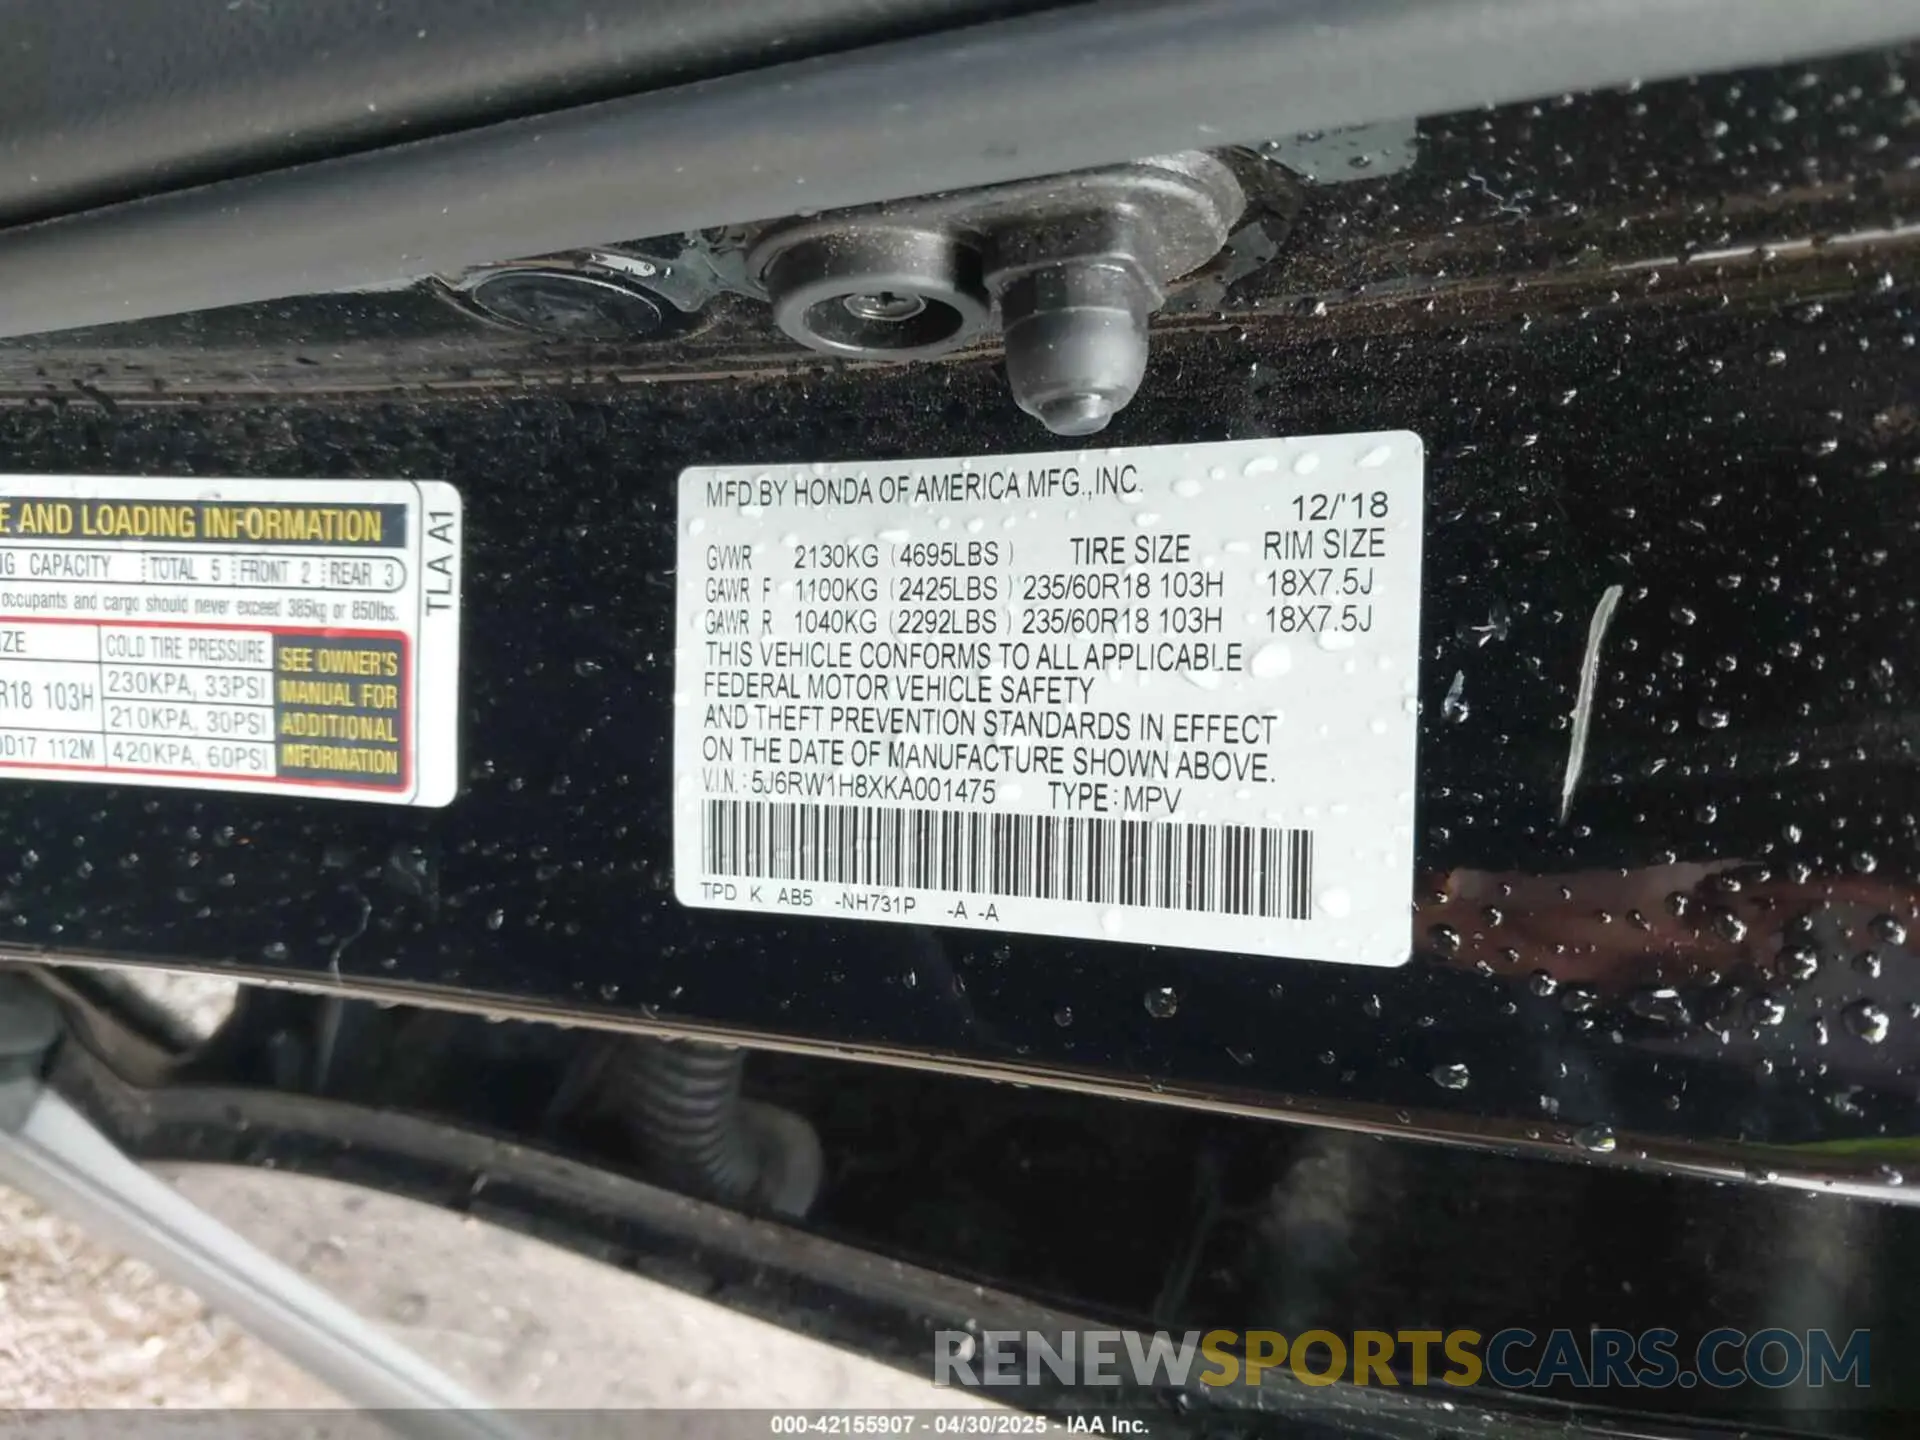 E AND LOADING INFORMATION
NG CAPACITY TOTAL 5 FRONT 2 REAR 3
occupants and cargo should never exceed 385kg or 850lbs.
IZE COLD TIRE PRESSURE
R18 103H 230KPA, 33PSI
210KPA, 30PSI
0D17 112M 420KPA, 60PSI
SEE OWNER'S
MANUAL FOR
ADDITIONAL
INFORMATION
TLA A1
MFD.BY HONDA OF AMERICA MFG.,INC.
12/'18
GVWR 2130KG (4695LBS) TIRE SIZE RIM SIZE
GAWR F 1100KG (2425LBS) 235/60R18 103H 18X7.5J
GAWR R 1040KG (2292LBS) 235/60R18 103H 18X7.5J
THIS VEHICLE CONFORMS TO ALL APPLICABLE
FEDERAL MOTOR VEHICLE SAFETY
AND THEFT PREVENTION STANDARDS IN EFFECT
ON THE DATE OF MANUFACTURE SHOWN ABOVE.
V.I.N.: 5J6RW1H8XKA001475 TYPE: MPV
TPD K AB5 -NH731P -A -A
RENEWSPORTSCARS.COM
000-42155907 - 04/30/2025 - IAA Inc.